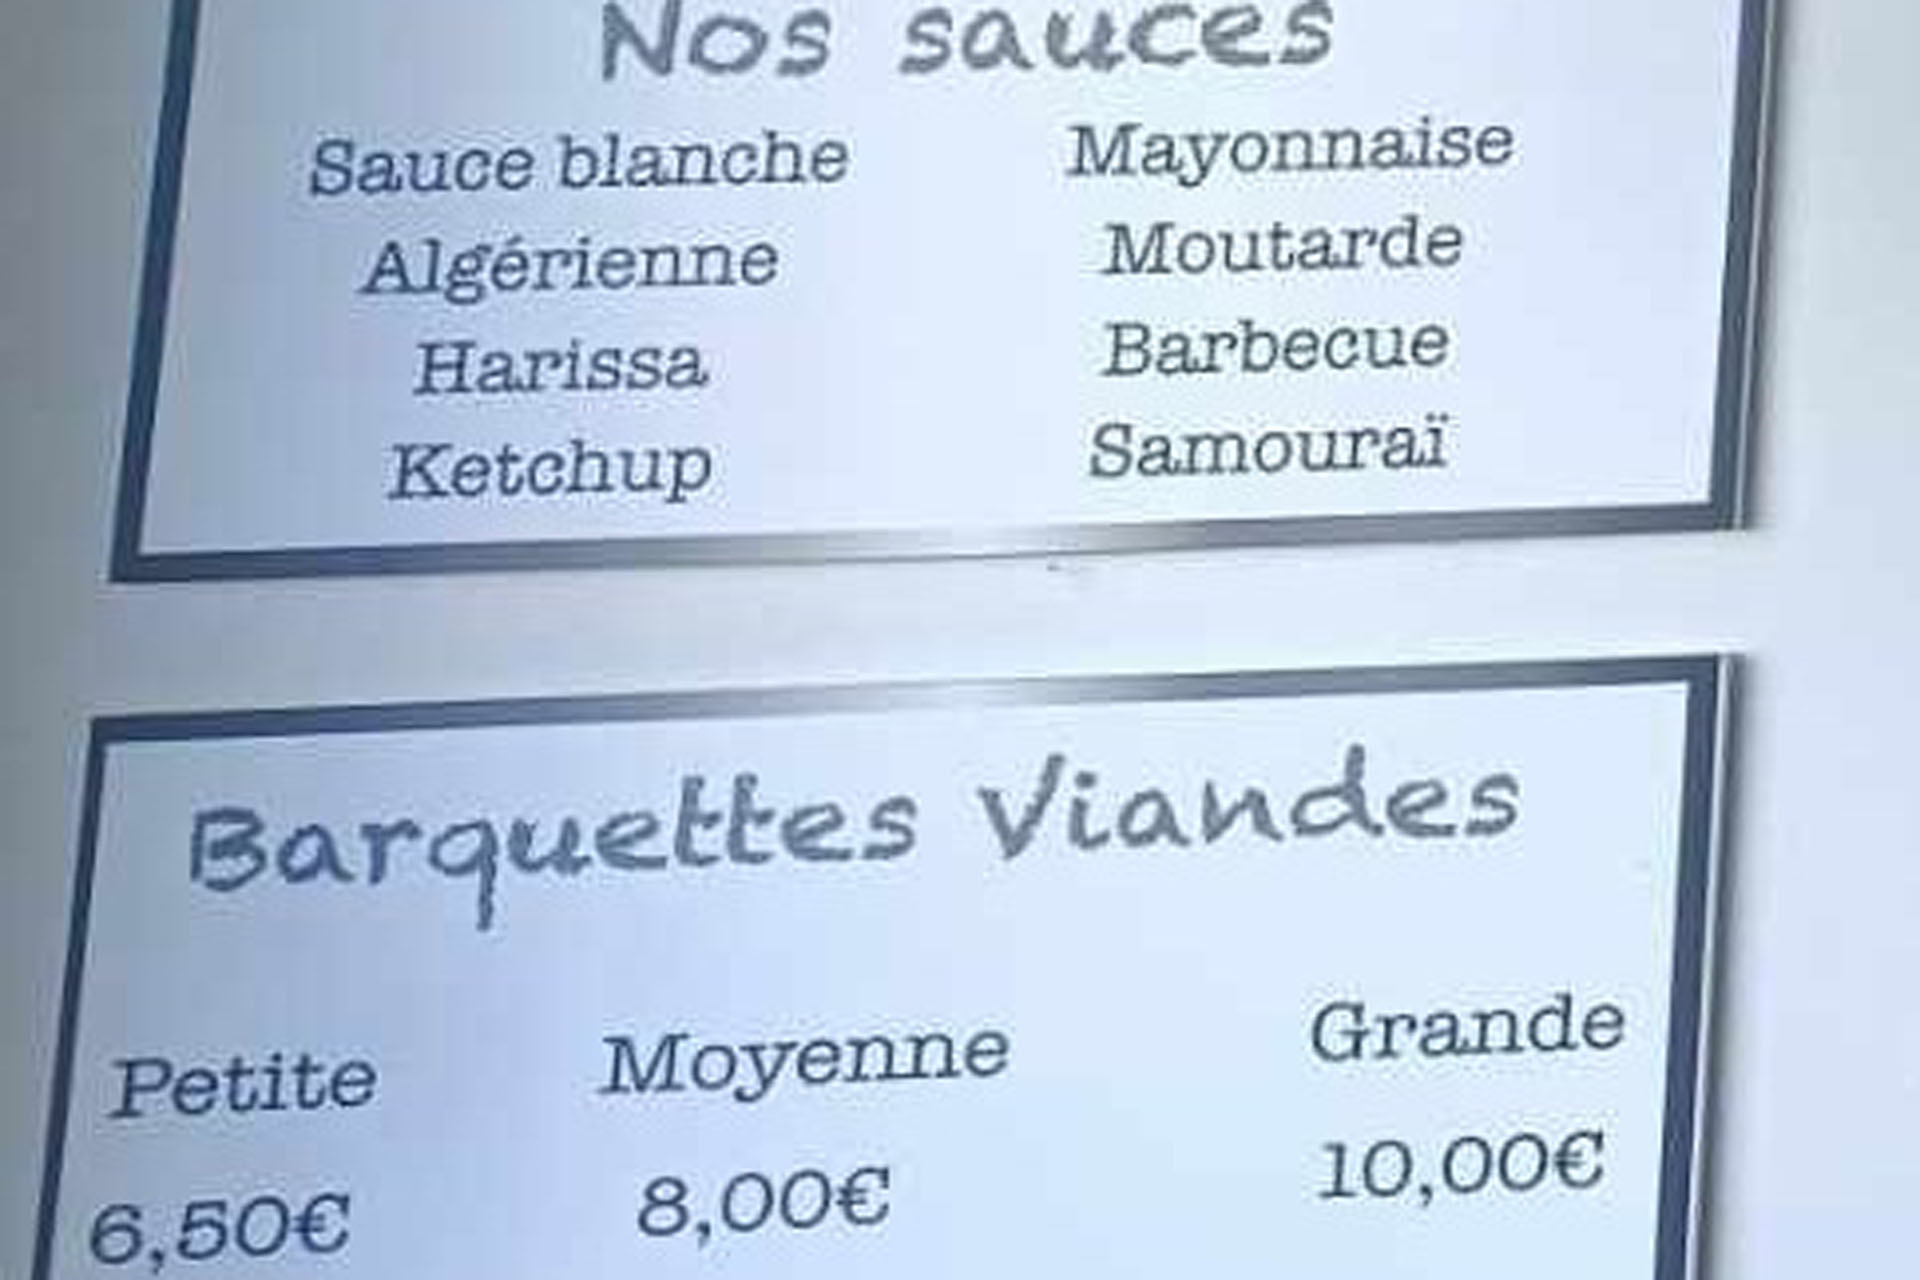 Nos sauces
Sauce blanche
Algérienne
Harissa
Ketchup
Mayonnaise
Moutarde
Barbecue
Samouraï
Barquettes Viandes
Petite Moyenne Grande
6,50€ 8,00€ 10,00€